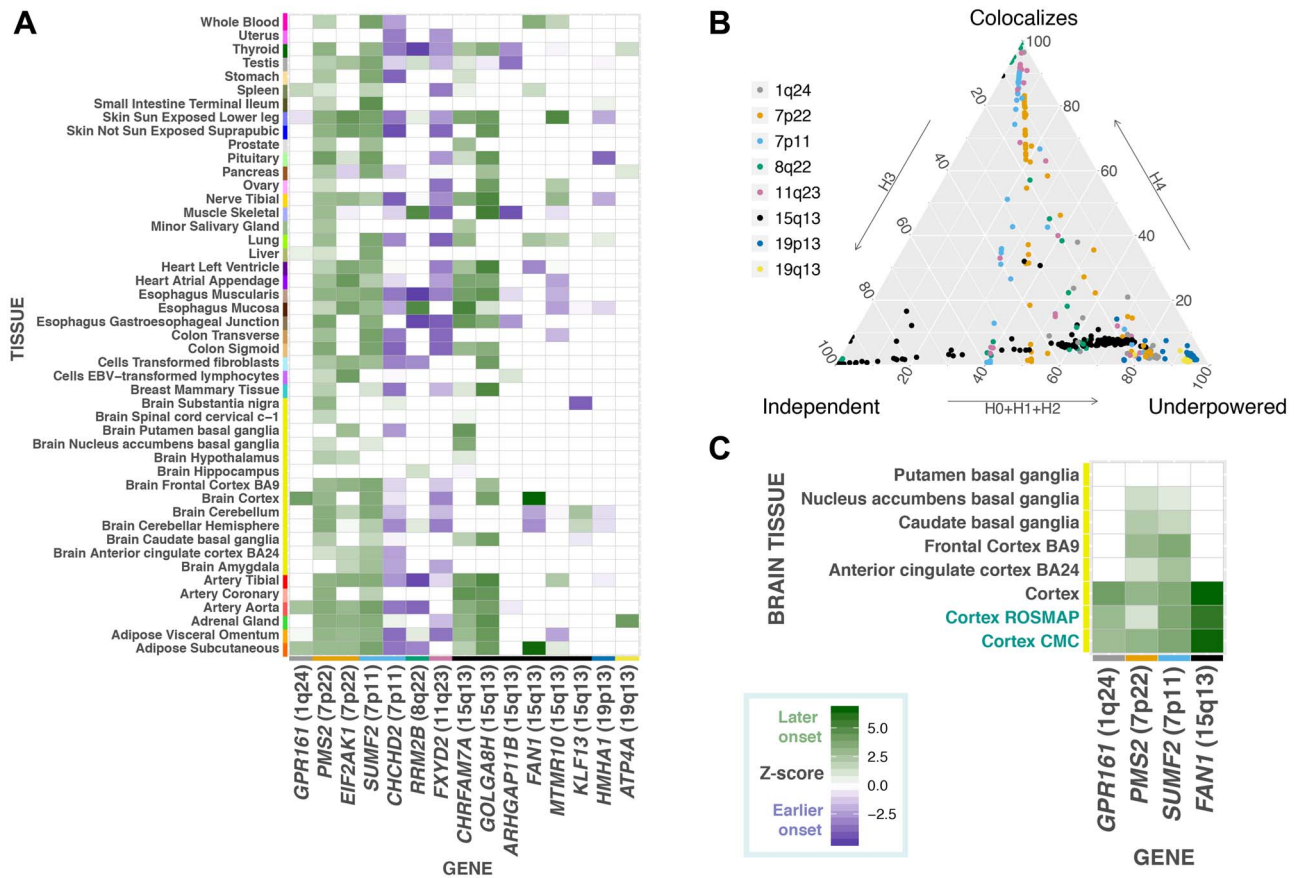 A
TISSUE
Whole Blood
Uterus
Thyroid
Testis
Stomach
Spleen
Small Intestine Terminal Ileum
Skin Sun Exposed Lower leg
Skin Not Sun Exposed Suprapubic
Prostate
Pituitary
Pancreas
Ovary
Nerve Tibial
Muscle Skeletal
Minor Salivary Gland
Lung
Liver
Heart Left Ventricle
Heart Atrial Appendage
Esophagus Muscularis
Esophagus Mucosa
Esophagus Gastroesophageal Junction
Colon Transverse
Colon Sigmoid
Cells Transformed fibroblasts
Cells EBV−transformed lymphocytes
Breast Mammary Tissue
Brain Substantia nigra
Brain Spinal cord cervical c−1
Brain Putamen basal ganglia
Brain Nucleus accumbens basal ganglia
Brain Hypothalamus
Brain Hippocampus
Brain Frontal Cortex BA9
Brain Cortex
Brain Cerebellum
Brain Cerebellar Hemisphere
Brain Caudate basal ganglia
Brain Anterior cingulate cortex BA24
Brain Amygdala
Artery Tibial
Artery Coronary
Artery Aorta
Adrenal Gland
Adipose Visceral Omentum
Adipose Subcutaneous
GPR161 (1q24)
PMS2 (7p22)
EIF2AK1 (7p22)
SUMF2 (7p11)
CHCHD2 (7p11)
RRM2B (8q22)
FXYD2 (11q23)
CHRFAM7A (15q13)
GOLGA8H (15q13)
ARHGAP11B (15q13)
FAN1 (15q13)
MTMR10 (15q13)
KLF13 (15q13)
HMHA1 (19p13)
ATP4A (19q13)
GENE
B
Colocalizes
1q24
7p22
7p11
8q22
11q23
15q13
19p13
19q13
100
80
60
40
20
20
40
60
80
100
20
40
60
80
100
H3
H4
H0+H1+H2
Independent
Underpowered
C
BRAIN TISSUE
Putamen basal ganglia
Nucleus accumbens basal ganglia
Caudate basal ganglia
Frontal Cortex BA9
Anterior cingulate cortex BA24
Cortex
Cortex ROSMAP
Cortex CMC
GPR161 (1q24)
PMS2 (7p22)
SUMF2 (7p11)
FAN1 (15q13)
GENE
Later
onset
Z−score
Earlier
onset
5.0
2.5
0.0
−2.5